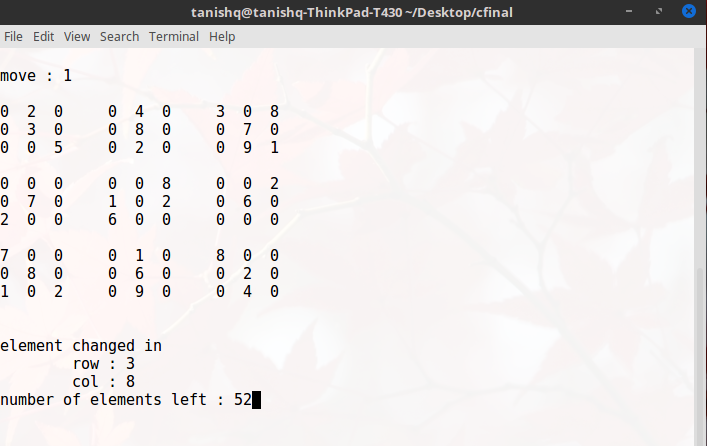 tanishq@tanishq-ThinkPad-T430 ~/Desktop/cfinal
File Edit View Search Terminal Help
move : 1
0 2 0 0 4 0 3 0 8
0 3 0 0 8 0 0 7 0
0 0 5 0 2 0 0 9 1
0 0 0 0 0 8 0 0 2
0 7 0 1 0 2 0 6 0
2 0 0 6 0 0 0 0 0
7 0 0 0 1 0 8 0 0
0 8 0 0 6 0 0 2 0
1 0 2 0 9 0 0 4 0
element changed in
row : 3
col : 8
number of elements left : 52